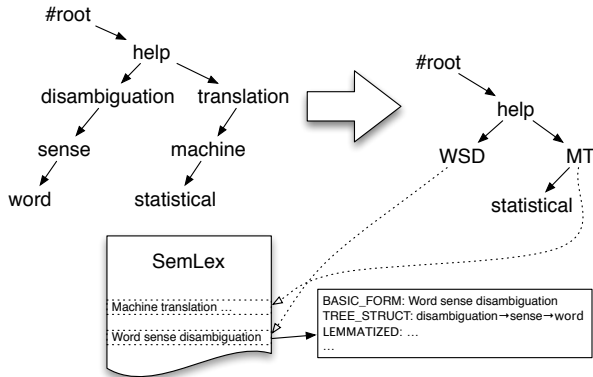 #root
help
disambiguation translation
sense machine
word statistical
#root
help
WSD MT
statistical
SemLex
Machine translation ...
Word sense disambiguation
BASIC_FORM: Word sense disambiguation
TREE_STRUCT: disambiguation→sense→word
LEMMATIZED: ...
...